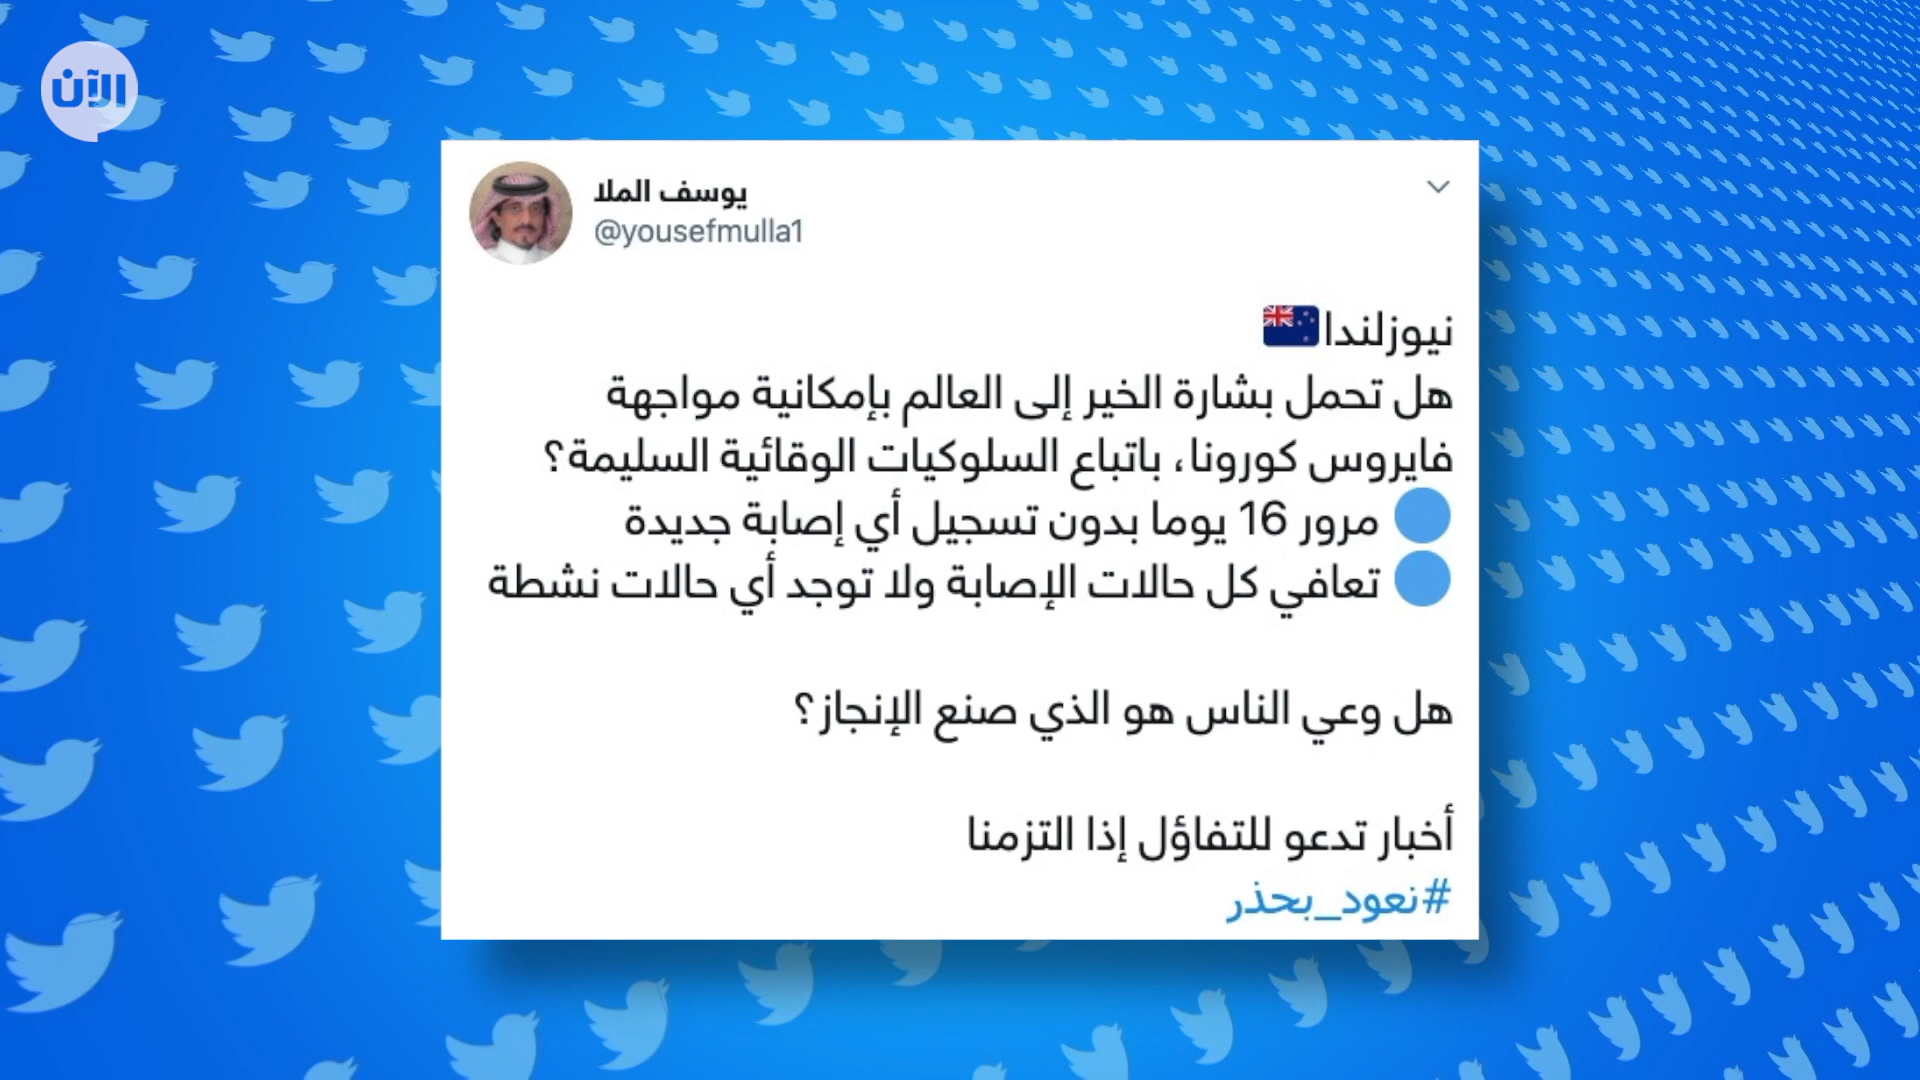 الآن
يوسف الملا
@yousefmulla1
نيوزلندا🇳🇿
هل تحمل بشارة الخير إلى العالم بإمكانية مواجهة
فايروس كورونا، باتباع السلوكيات الوقائية السليمة؟
🔵 مرور 16 يوما بدون تسجيل أي إصابة جديدة
🔵 تعافي كل حالات الإصابة ولا توجد أي حالات نشطة
هل وعي الناس هو الذي صنع الإنجاز؟
أخبار تدعو للتفاؤل إذا التزمنا
#نعود_بحذر